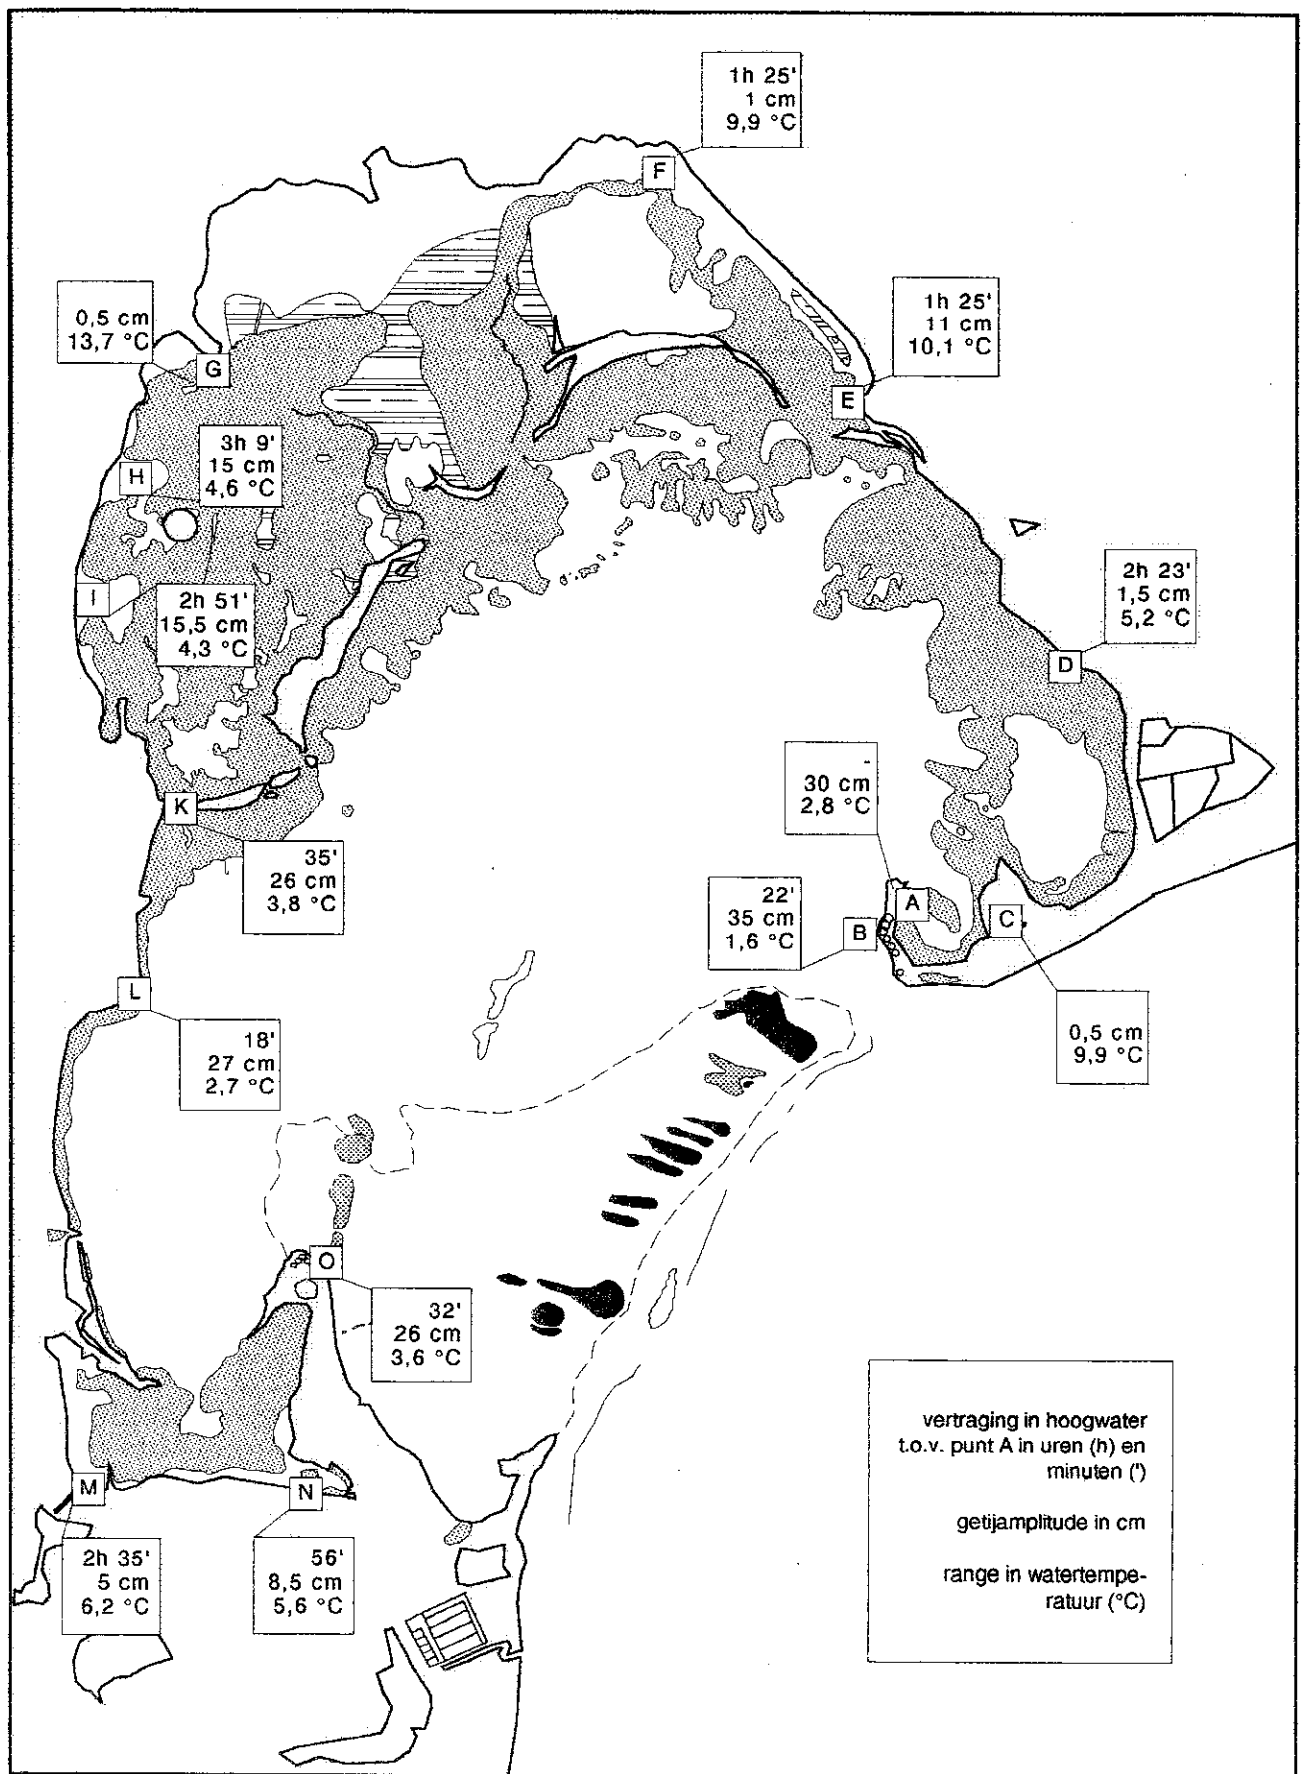 1h 25'
1 cm
9,9 °C
F
0,5 cm
13,7 °C
G
1h 25'
11 cm
10,1 °C
E
3h 9'
15 cm
4,6 °C
H
I
2h 51'
15,5 cm
4,3 °C
2h 23'
1,5 cm
5,2 °C
D
-
30 cm
2,8 °C
K
35'
26 cm
3,8 °C
22'
35 cm
1,6 °C
A
B
C
L
18'
27 cm
2,7 °C
0,5 cm
9,9 °C
O
32'
26 cm
3,6 °C
M
N
2h 35'
5 cm
6,2 °C
56'
8,5 cm
5,6 °C
vertraging in hoogwater
t.o.v. punt A in uren (h) en
minuten (')
getijamplitude in cm
range in watertempe-
ratuur (°C)